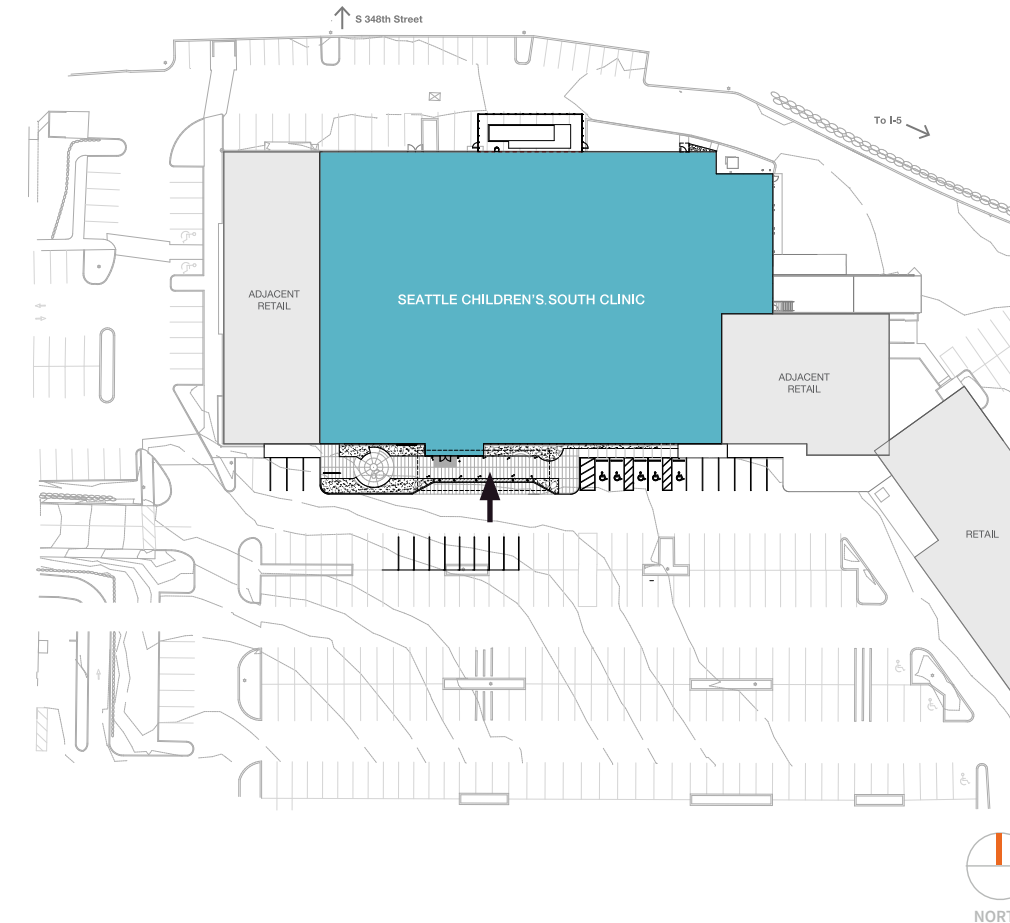 S 348th Street
To I-5
ADJACENT
RETAIL
SEATTLE CHILDREN'S SOUTH CLINIC
ADJACENT
RETAIL
RETAIL
NORT